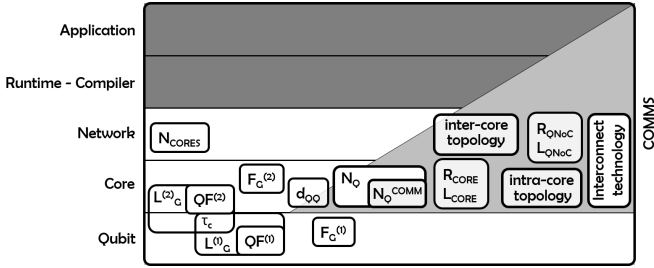 Application
Runtime - Compiler
Network
N_CORES
inter-core
topology
R_QNoC
L_QNoC
Interconnect
technology
COMMS
Core
L^(2)_G
QF^(2)
F_G^(2)
d_QQ
N_Q
N_Q^COMM
R_CORE
L_CORE
intra-core
topology
Qubit
τ_c
L^(1)_G
QF^(1)
F_G^(1)